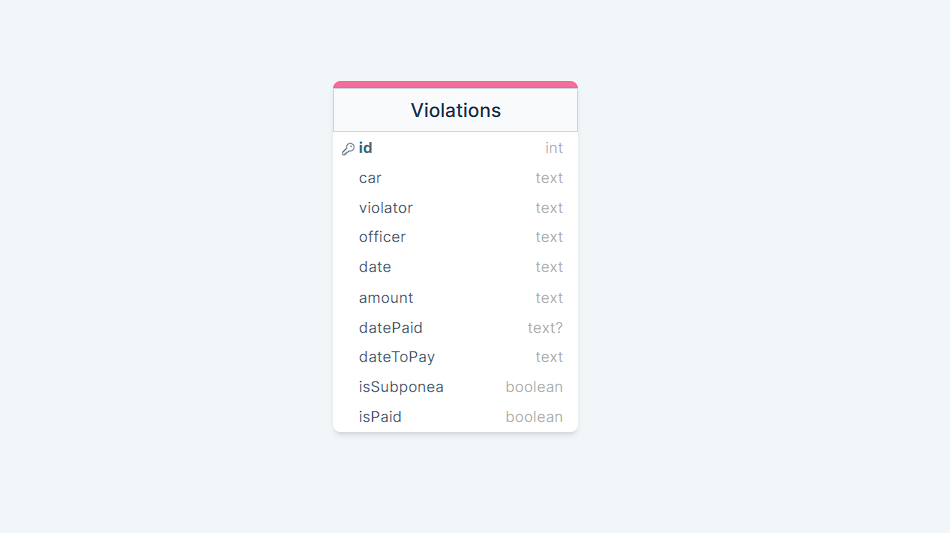 Violations
id int
car text
violator text
officer text
date text
amount text
datePaid text?
dateToPay text
isSubponea boolean
isPaid boolean